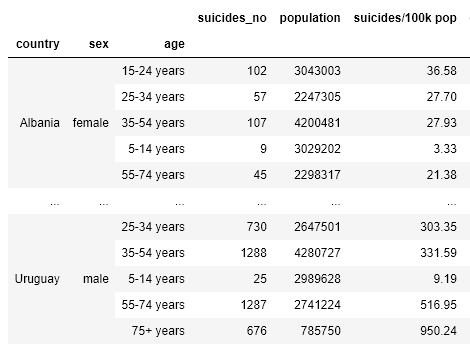 suicides_no population suicides/100k pop
country sex age
15-24 years 102 3043003 36.58
25-34 years 57 2247305 27.70
Albania female 35-54 years 107 4200481 27.93
5-14 years 9 3029202 3.33
55-74 years 45 2298317 21.38
... ... ... ... ... ...
25-34 years 730 2647501 303.35
35-54 years 1288 4280727 331.59
Uruguay male 5-14 years 25 2989628 9.19
55-74 years 1287 2741224 516.95
75+ years 676 785750 950.24